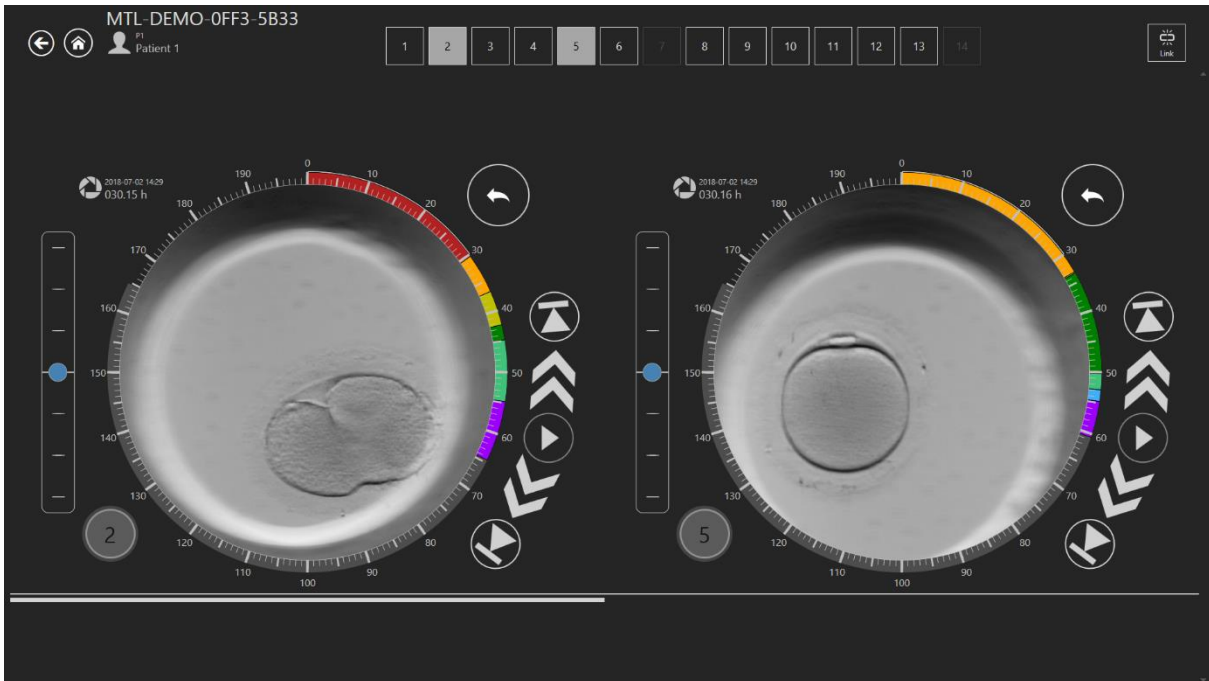 MTL-DEMO-0FF3-5B33
P1
Patient 1
1 2 3 4 5 6 7 8 9 10 11 12 13 14
Link
2018-07-02 14:29
030.15 h
0 10 20 30 40 50 60 70 80 90 100 110 120 130 140 150 160 170 180 190
2
2018-07-02 14:29
030.16 h
0 10 20 30 40 50 60 70 80 90 100 110 120 130 140 150 160 170 180 190
5